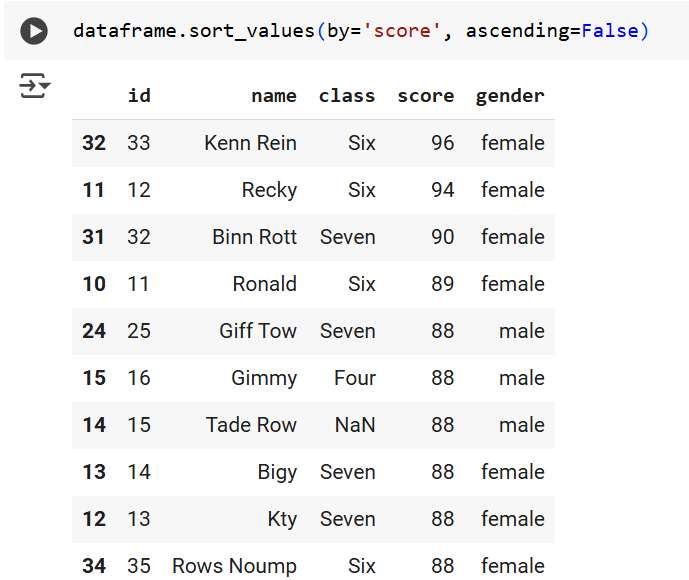 dataframe.sort_values(by='score', ascending=False)
id name class score gender
32 33 Kenn Rein Six 96 female
11 12 Recky Six 94 female
31 32 Binn Rott Seven 90 female
10 11 Ronald Six 89 female
24 25 Giff Tow Seven 88 male
15 16 Gimmy Four 88 male
14 15 Tade Row NaN 88 male
13 14 Bigy Seven 88 female
12 13 Kty Seven 88 female
34 35 Rows Noump Six 88 female